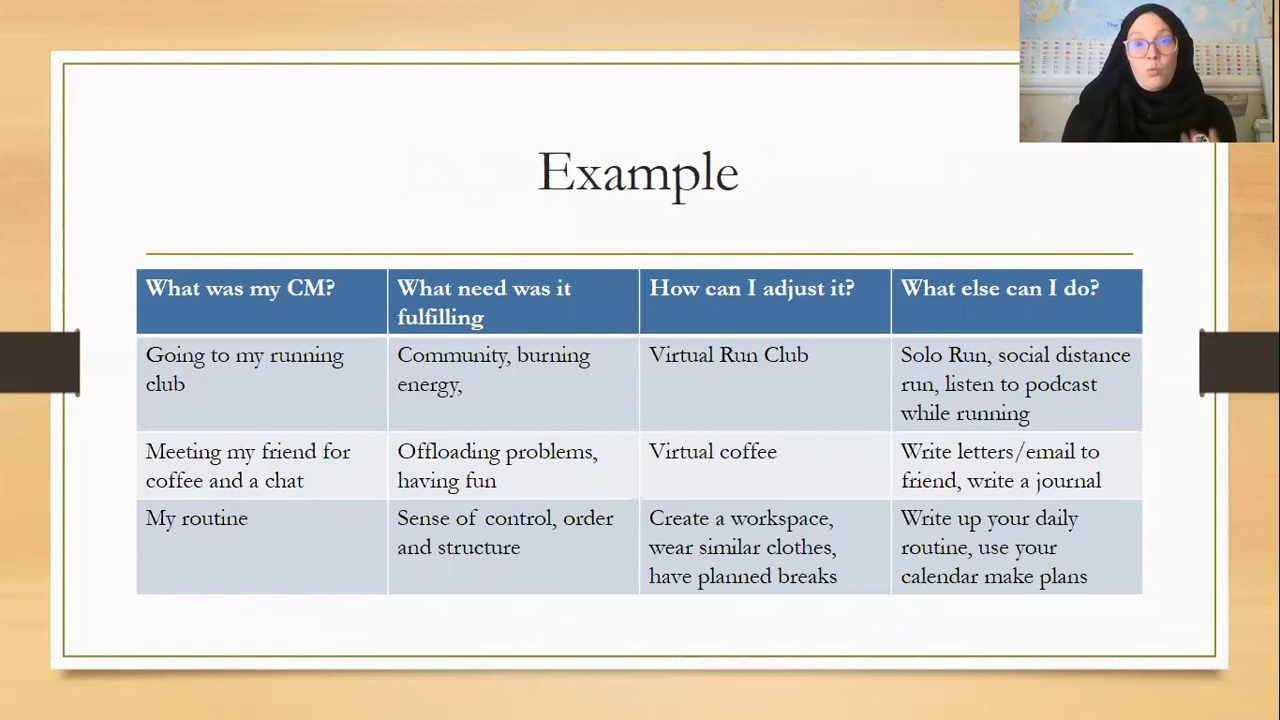 Example
What was my CM?
What need was it
fulfilling
How can I adjust it?
What else can I do?
Going to my running
club
Community, burning
energy,
Virtual Run Club
Solo Run, social distance
run, listen to podcast
while running
Meeting my friend for
coffee and a chat
Offloading problems,
having fun
Virtual coffee
Write letters/email to
friend, write a journal
My routine
Sense of control, order
and structure
Create a workspace,
wear similar clothes,
have planned breaks
Write up your daily
routine, use your
calendar make plans